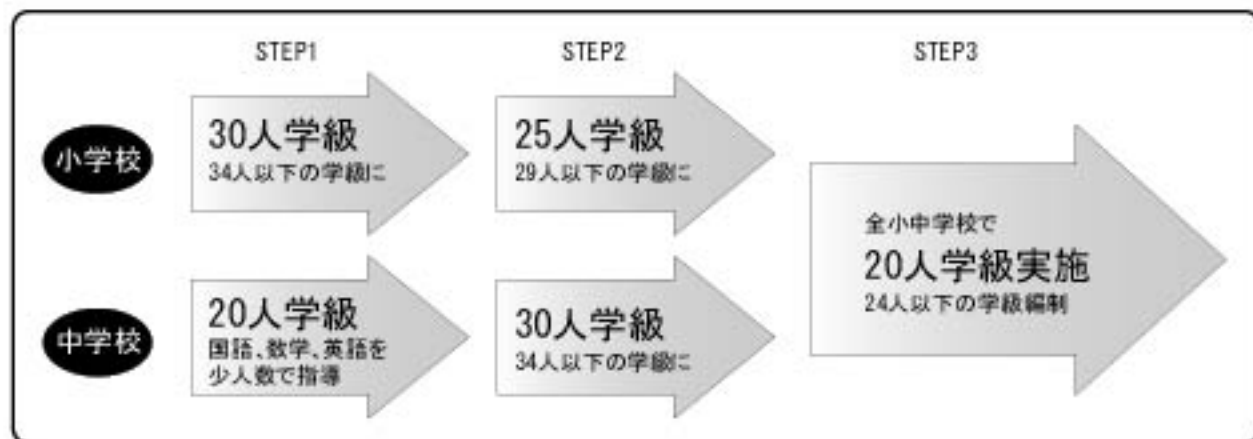 STEP1
STEP2
STEP3
小学校
30人学級
34人以下の学級に
25人学級
29人以下の学級に
中学校
20人学級
国語、数学、英語を
少人数で指導
30人学級
34人以下の学級に
全小中学校で
20人学級実施
24人以下の学級編制